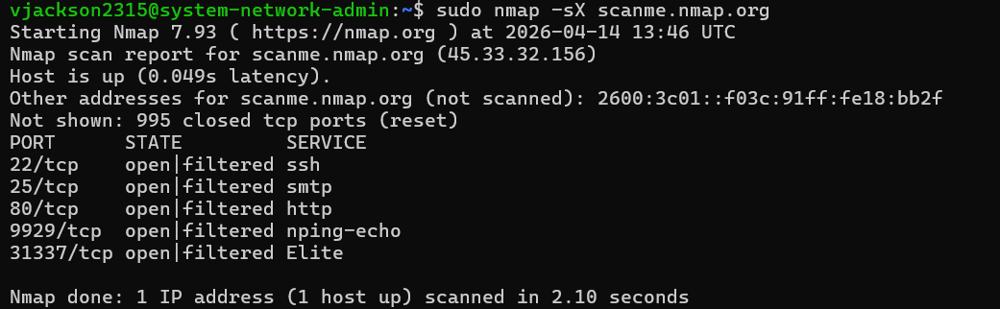 vjackson2315@system-network-admin:~$ sudo nmap -sX scanme.nmap.org
Starting Nmap 7.93 ( https://nmap.org ) at 2026-04-14 13:46 UTC
Nmap scan report for scanme.nmap.org (45.33.32.156)
Host is up (0.049s latency).
Other addresses for scanme.nmap.org (not scanned): 2600:3c01::f03c:91ff:fe18:bb2f
Not shown: 995 closed tcp ports (reset)
PORT      STATE         SERVICE
22/tcp    open|filtered ssh
25/tcp    open|filtered smtp
80/tcp    open|filtered http
9929/tcp  open|filtered nping-echo
31337/tcp open|filtered Elite
Nmap done: 1 IP address (1 host up) scanned in 2.10 seconds